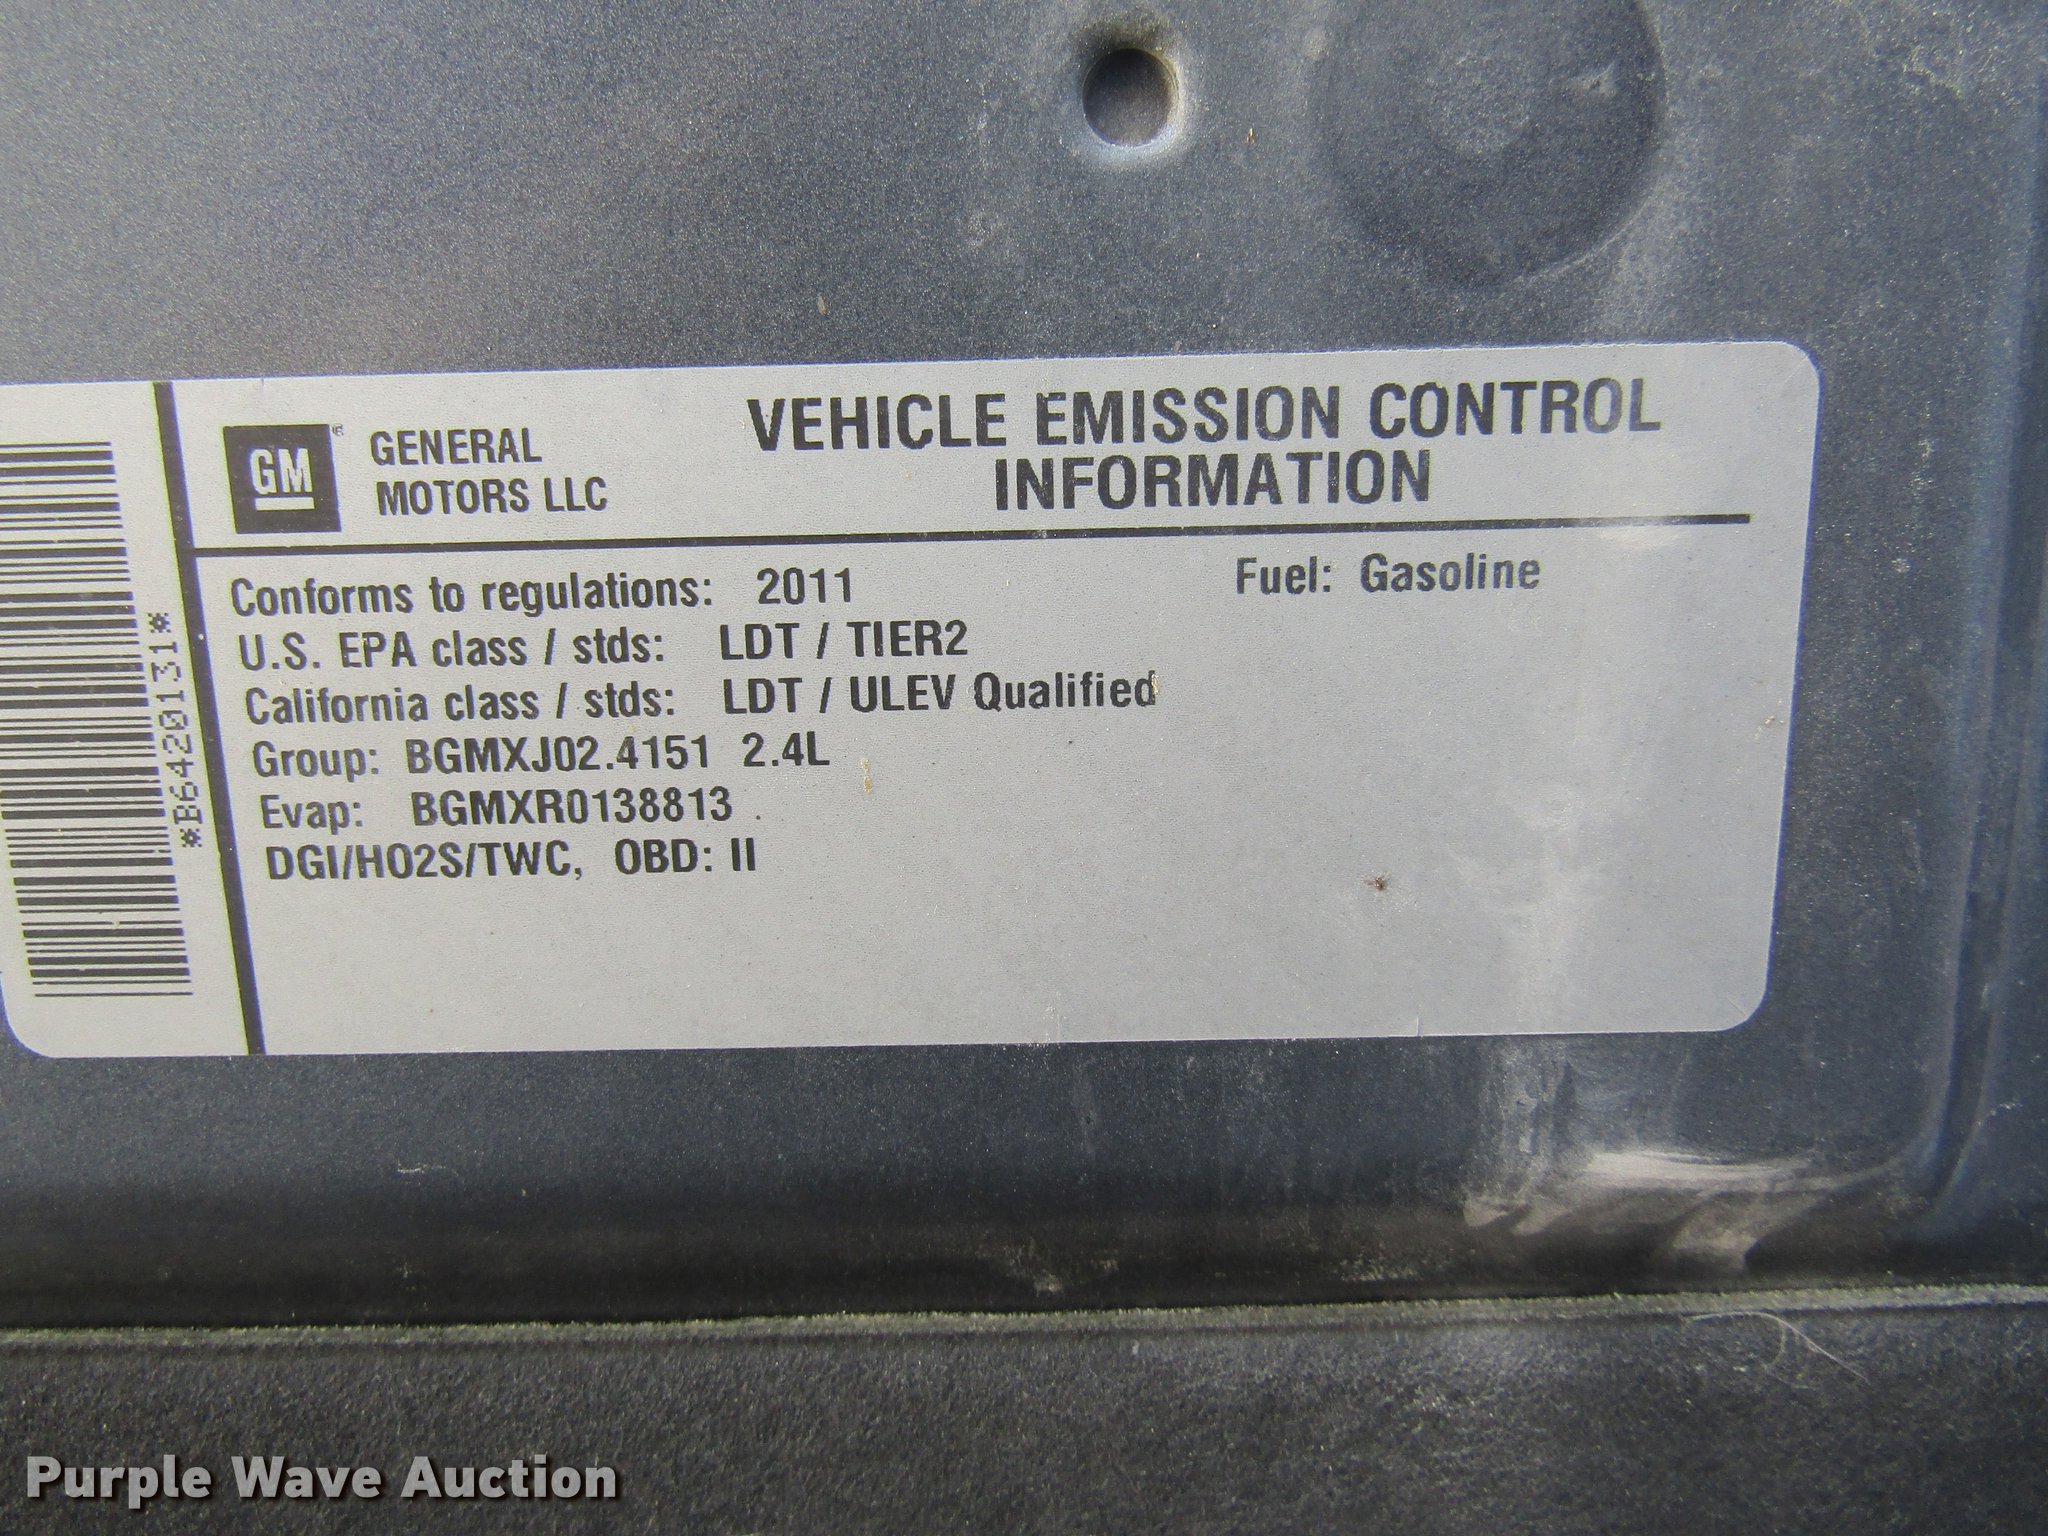 GM
GENERAL
MOTORS LLC
VEHICLE EMISSION CONTROL
INFORMATION
Conforms to regulations: 2011
Fuel: Gasoline
U.S. EPA class / stds: LDT / TIER2
California class / stds: LDT / ULEV Qualified
Group: BGMXJ02.4151 2.4L
Evap: BGMXR0138813
DGI/HO2S/TWC, OBD: II
*B6420131*
Purple Wave Auction